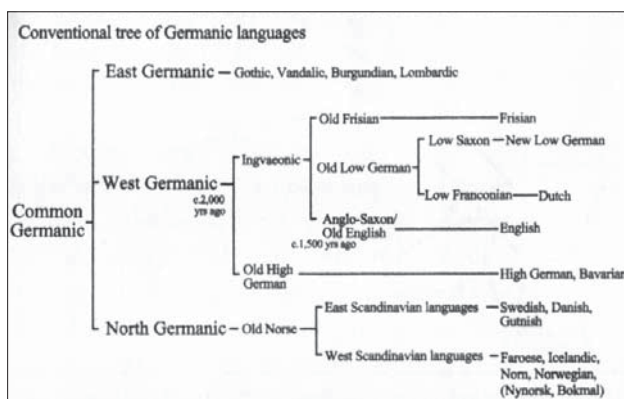 Conventional tree of Germanic languages
East Germanic
Gothic, Vandalic, Burgundian, Lombardic
Old Frisian
Frisian
Ingvaeonic
Low Saxon
New Low German
Old Low German
West Germanic
c.2,000
yrs ago
Low Franconian
Dutch
Common
Germanic
Anglo-Saxon/
Old English
English
c.1,500 yrs ago
Old High
German
High German, Bavarian
East Scandinavian languages
Swedish, Danish,
Gutnish
North Germanic
Old Norse
West Scandinavian languages
Faroese, Icelandic,
Norn, Norwegian,
(Nynorsk, Bokmal)